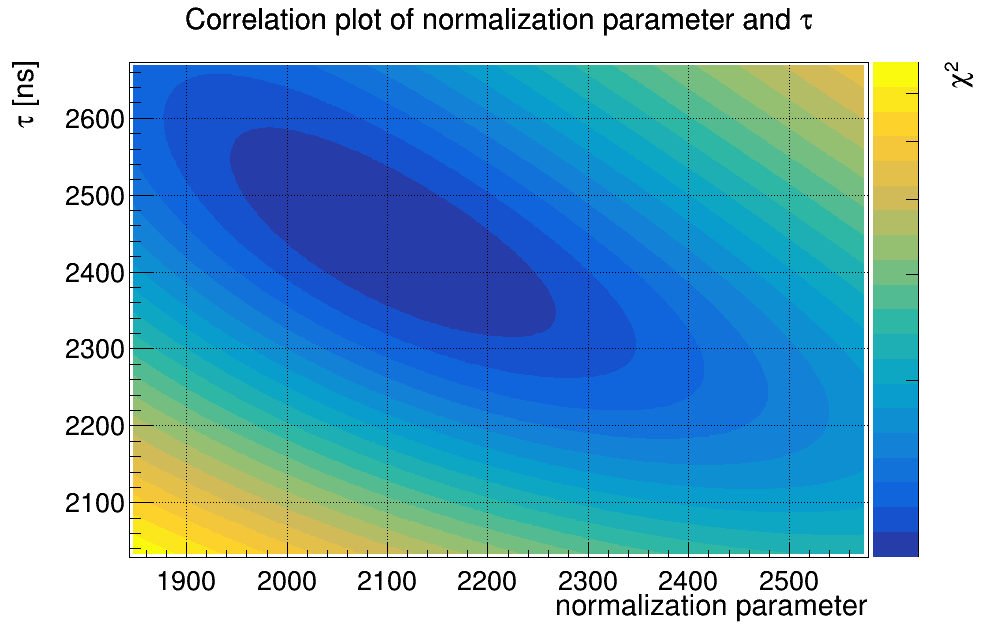 Correlation plot of normalization parameter and τ
τ [ns]
χ²
2600
2500
2400
2300
2200
2100
1900 2000 2100 2200 2300 2400 2500
normalization parameter